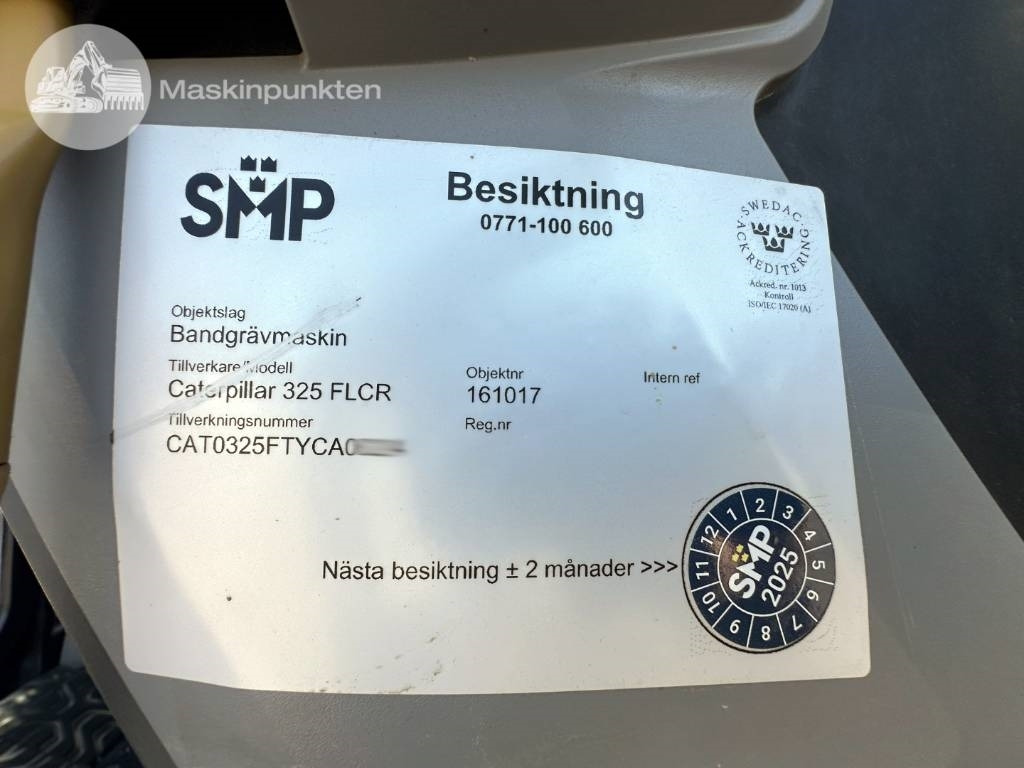 Maskinpunkten
SMP
Besiktning
0771-100 600
SWEDAC
ACKREDITERING
Ackred. nr. 1013
Kontroll
ISO/IEC 17020 (A)
Objektslag
Bandgrävmaskin
Tillverkare/Modell
Caterpillar 325 FLCR
Objektnr
161017
Intern ref
Tillverkningsnummer
CAT0325FTYCA0
Reg.nr
Nästa besiktning ± 2 månader >>>
1 2 3 4 5 6 7 8 9 10 11 12
SMP
2025